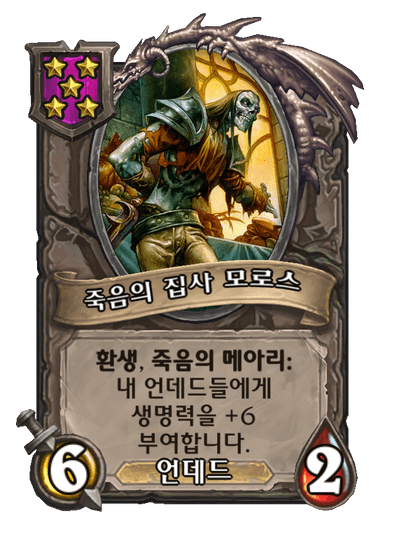 죽음의 집사 모로스
환생, 죽음의 메아리:
내 언데드들에게
생명력을 +6
부여합니다.
언데드
6
2